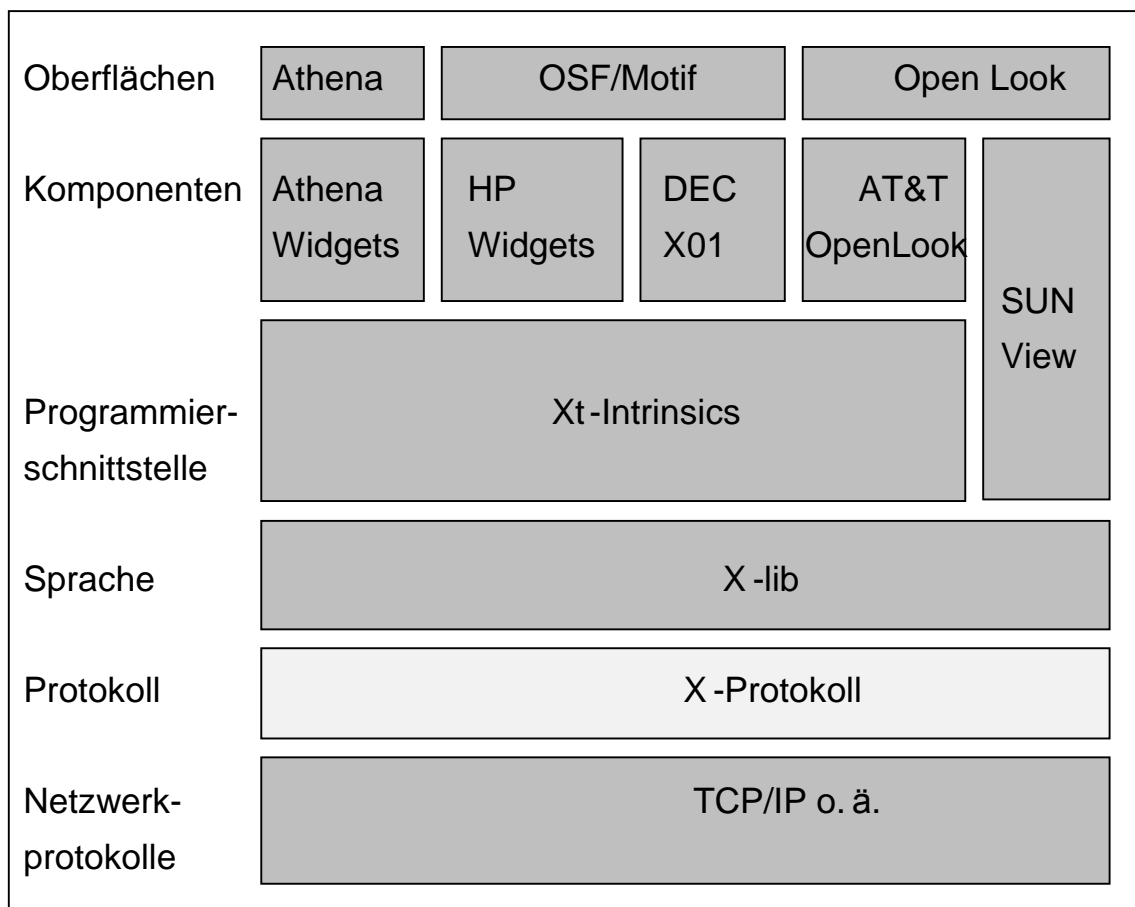 Oberflächen Athena OSF/Motif Open Look
Komponenten Athena HP DEC AT&T
Widgets Widgets X01 OpenLook
SUN
View
Programmier- Xt-Intrinsics
schnittstelle
Sprache X-lib
Protokoll X-Protokoll
Netzwerk- TCP/IP o. ä.
protokolle